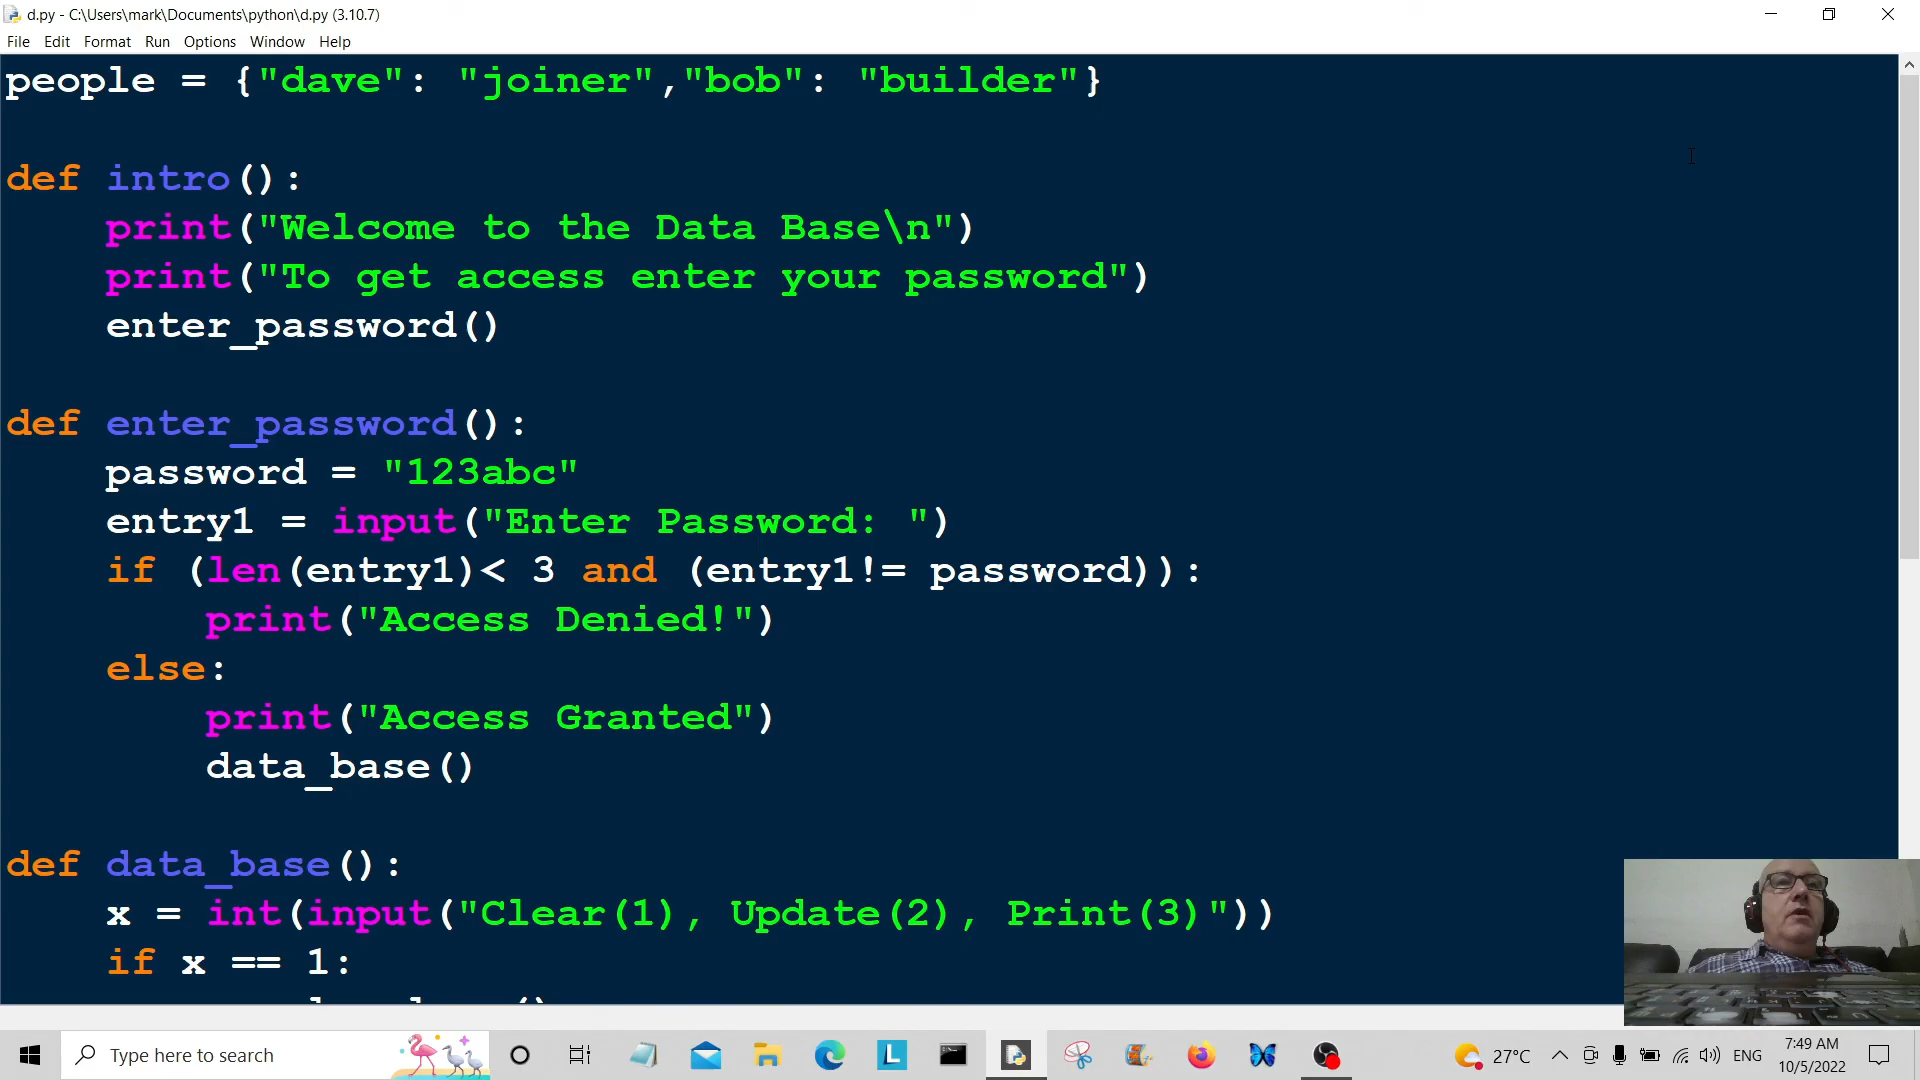 d.py - C:\Users\mark\Documents\python\d.py (3.10.7)
File Edit Format Run Options Window Help
people = {"dave": "joiner","bob": "builder"}
def intro():
    print("Welcome to the Data Base\n")
    print("To get access enter your password")
    enter_password()
def enter_password():
    password = "123abc"
    entry1 = input("Enter Password: ")
    if (len(entry1)< 3 and (entry1!= password)):
        print("Access Denied!")
    else:
        print("Access Granted")
        data_base()
def data_base():
    x = int(input("Clear(1), Update(2), Print(3)"))
    if x == 1:
Type here to search
L
27°C
ENG
7:49 AM
10/5/2022